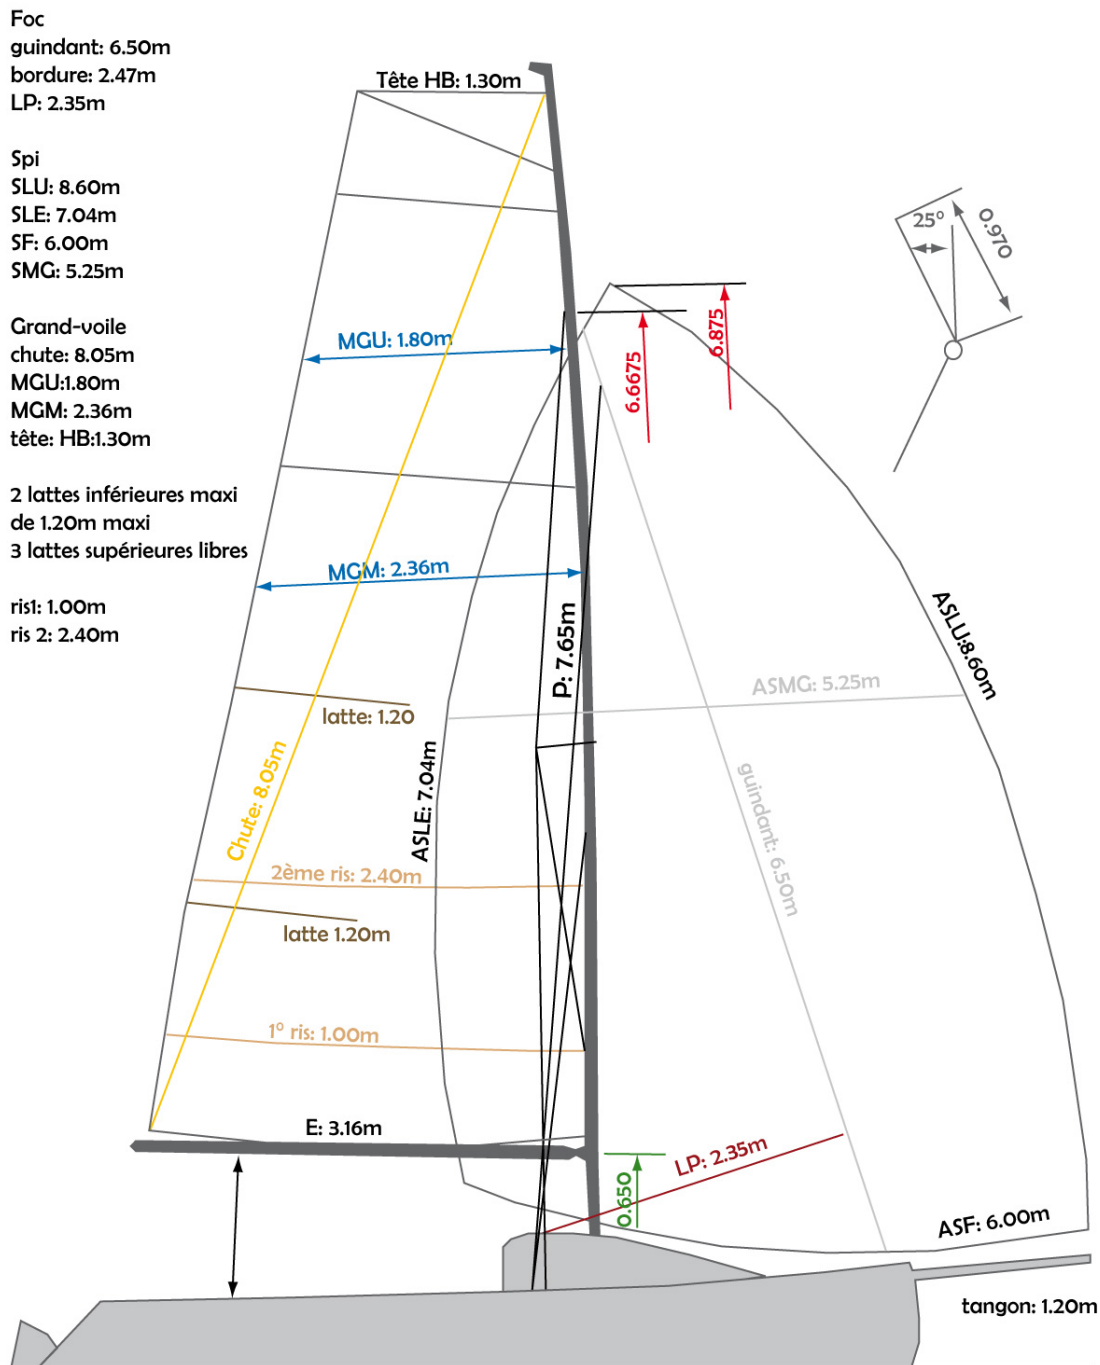 Foc
guindant: 6.50m
bordure: 2.47m
LP: 2.35m
Spi
SLU: 8.60m
SLE: 7.04m
SF: 6.00m
SMG: 5.25m
Grand-voile
chute: 8.05m
MGU:1.80m
MGM: 2.36m
tête: HB:1.30m
2 lattes inférieures maxi
de 1.20m maxi
3 lattes supérieures libres
ris1: 1.00m
ris 2: 2.40m
Tête HB: 1.30m
25°
0.970
MGU: 1.80m
6.6675
6.875
MGM: 2.36m
P: 7.65m
ASLU:8.60m
ASMG: 5.25m
latte: 1.20
Chute: 8.05m
ASLE: 7.04m
guindant: 6.50m
2ème ris: 2.40m
latte 1.20m
1° ris: 1.00m
E: 3.16m
LP: 2.35m
0.650
ASF: 6.00m
tangon: 1.20m